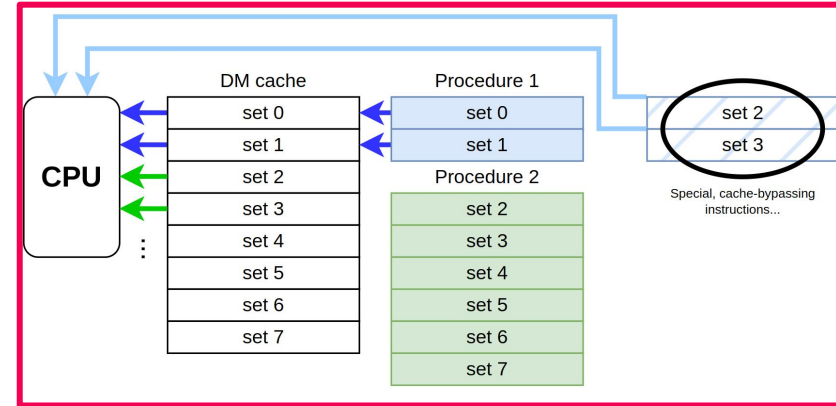 DM cache
Procedure 1
set 0
set 0
set 2
set 1
set 1
set 3
CPU
set 2
Procedure 2
Special, cache-bypassing
instructions...
set 3
set 2
set 4
set 3
set 5
set 4
set 6
set 5
set 7
set 6
set 7